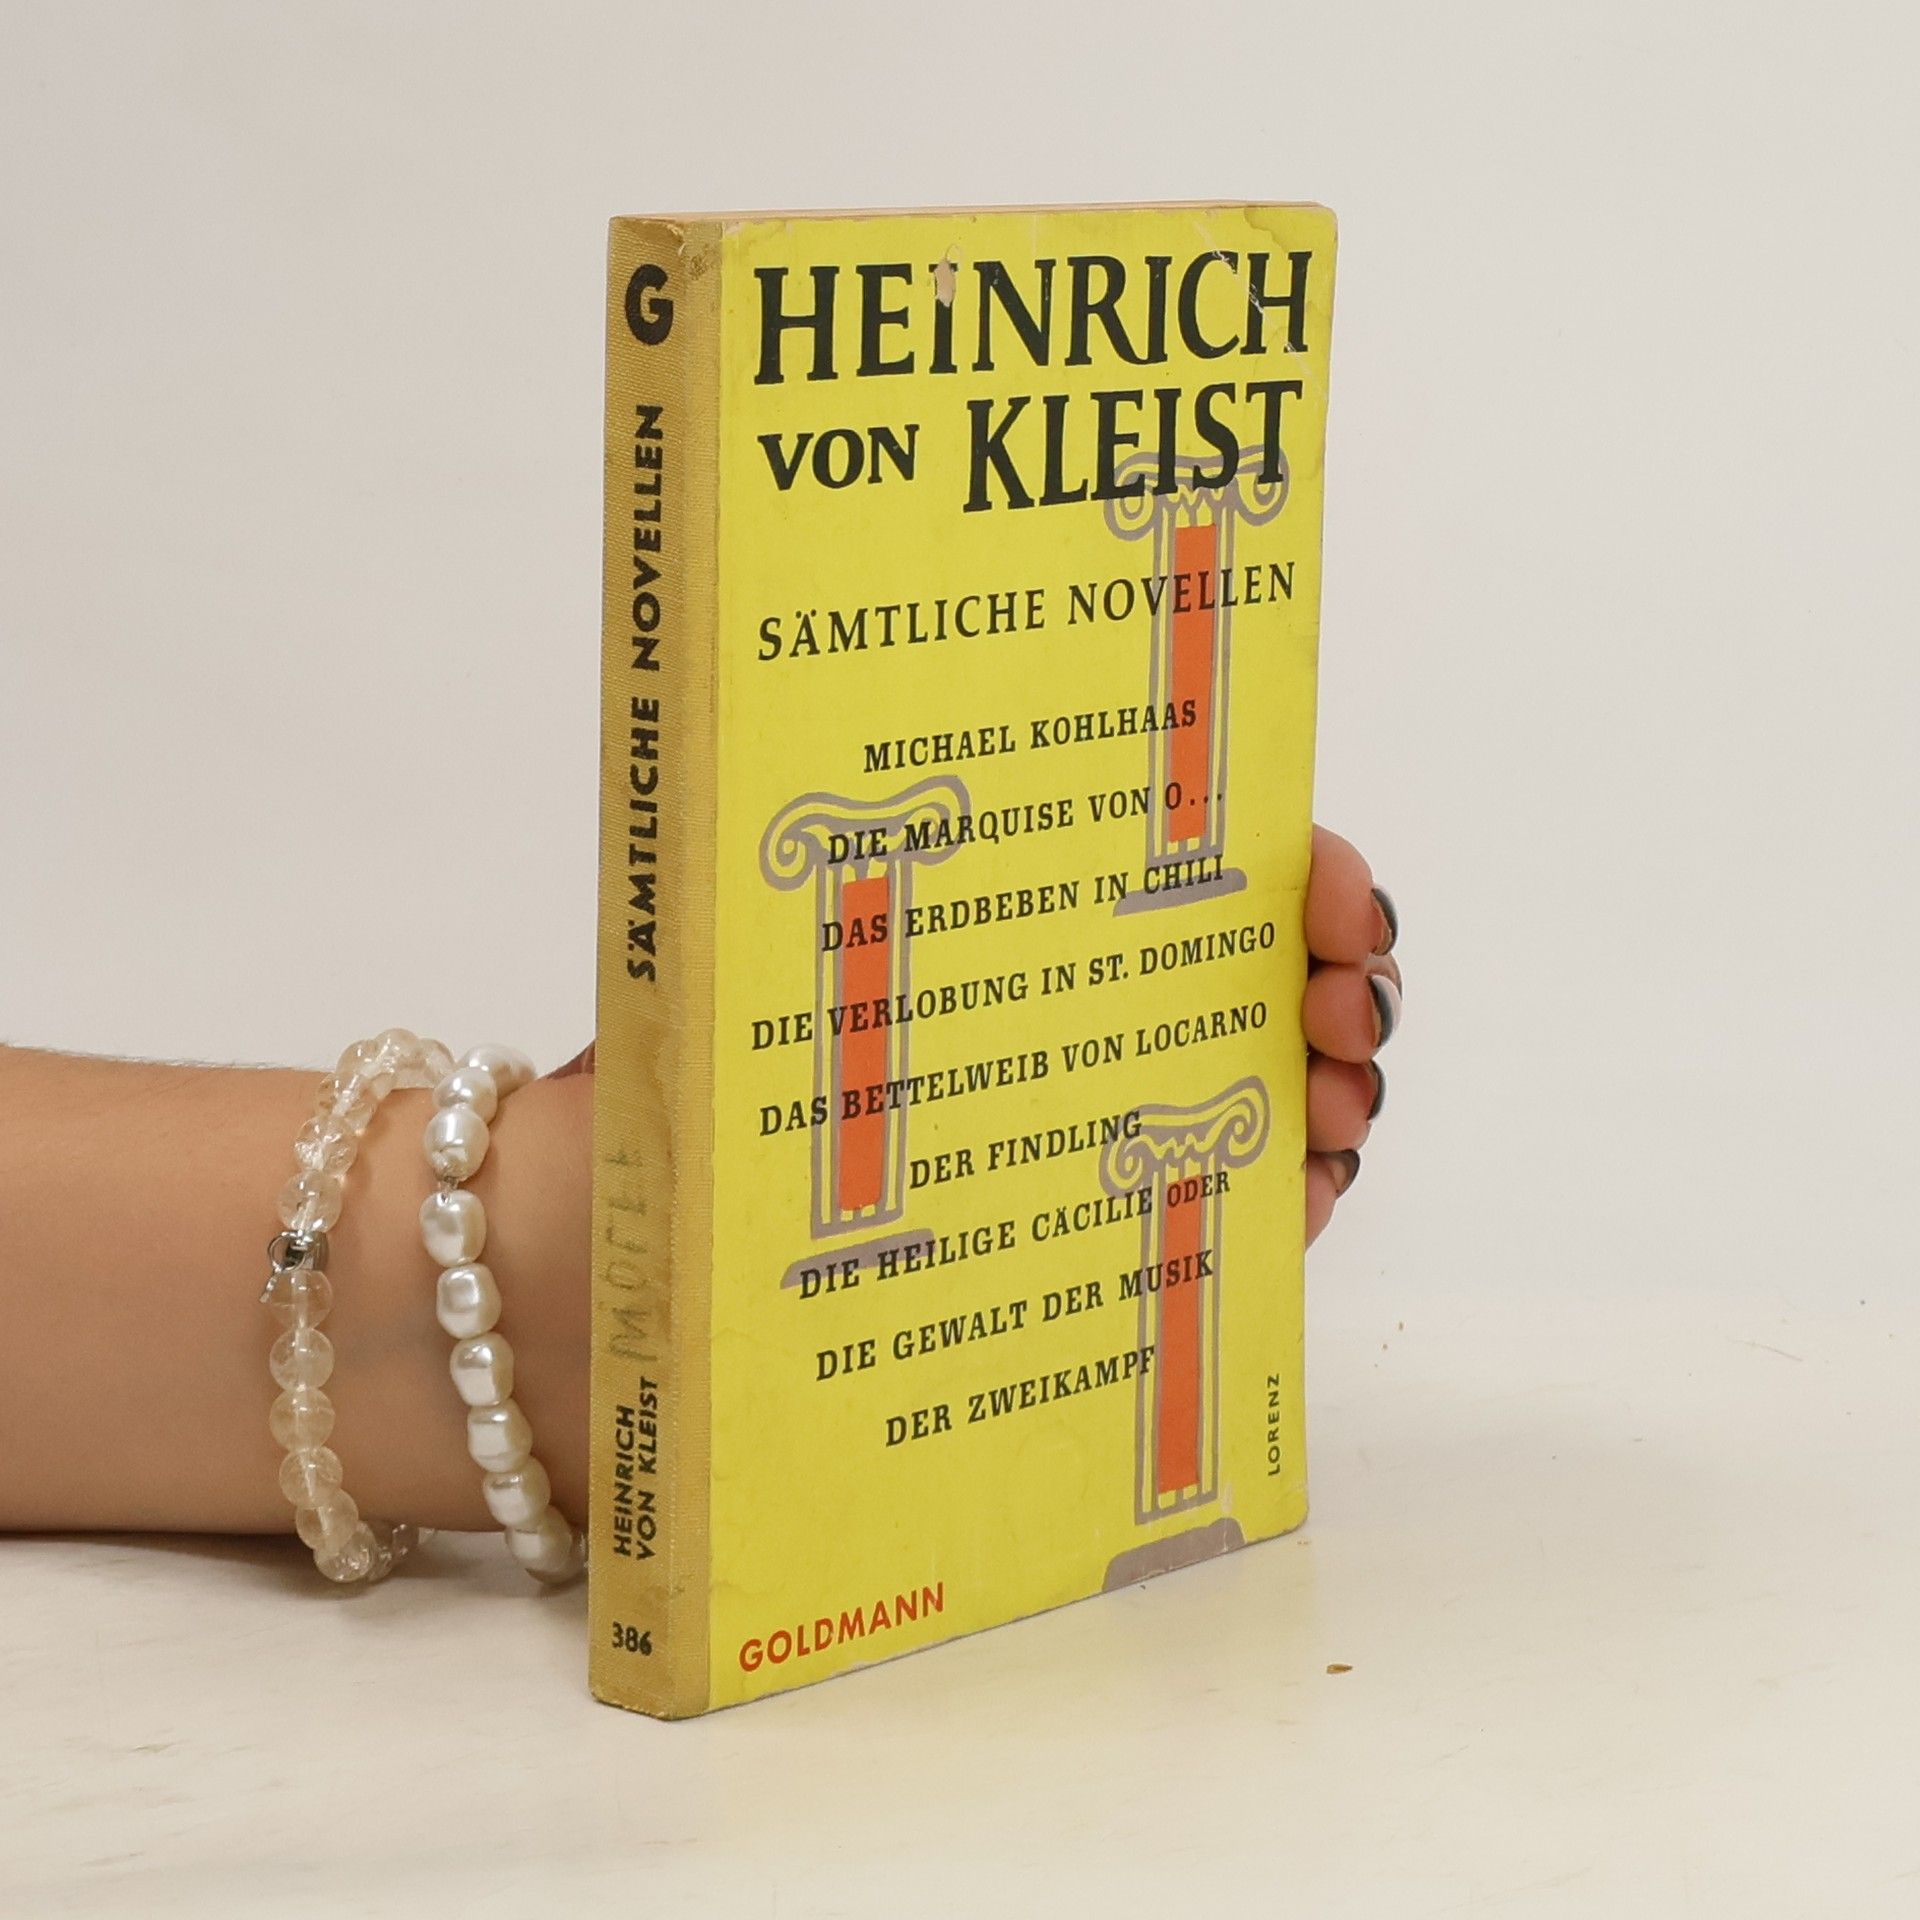 G
SÄMTLICHE NOVELLEN
HEINRICH
VON KLEIST
386
HEINRICH
VON KLEIST
SÄMTLICHE NOVELLEN
MICHAEL KOHLHAAS
DIE MARQUISE VON O...
DAS ERDBEBEN IN CHILI
DIE VERLOBUNG IN ST. DOMINGO
DAS BETTELWEIB VON LOCARNO
DER FINDLING
DIE HEILIGE CÄCILIE ODER
DIE GEWALT DER MUSIK
DER ZWEIKAMPF
LORENZ
GOLDMANN